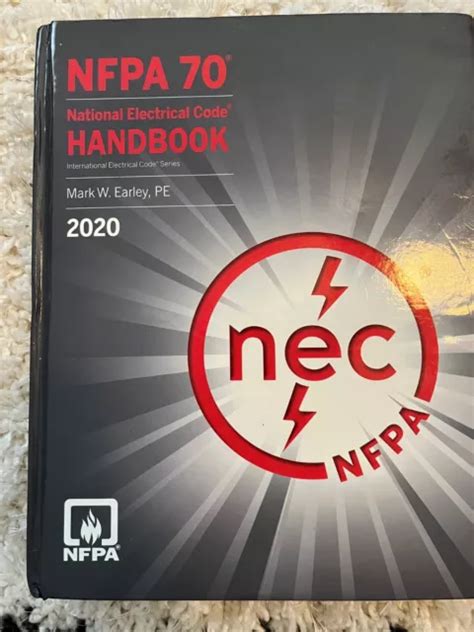 NFPA 70®
National Electrical Code®
HANDBOOK
International Electrical Code® Series
Mark W. Earley, PE
2020
nec
NFPA
NFPA®